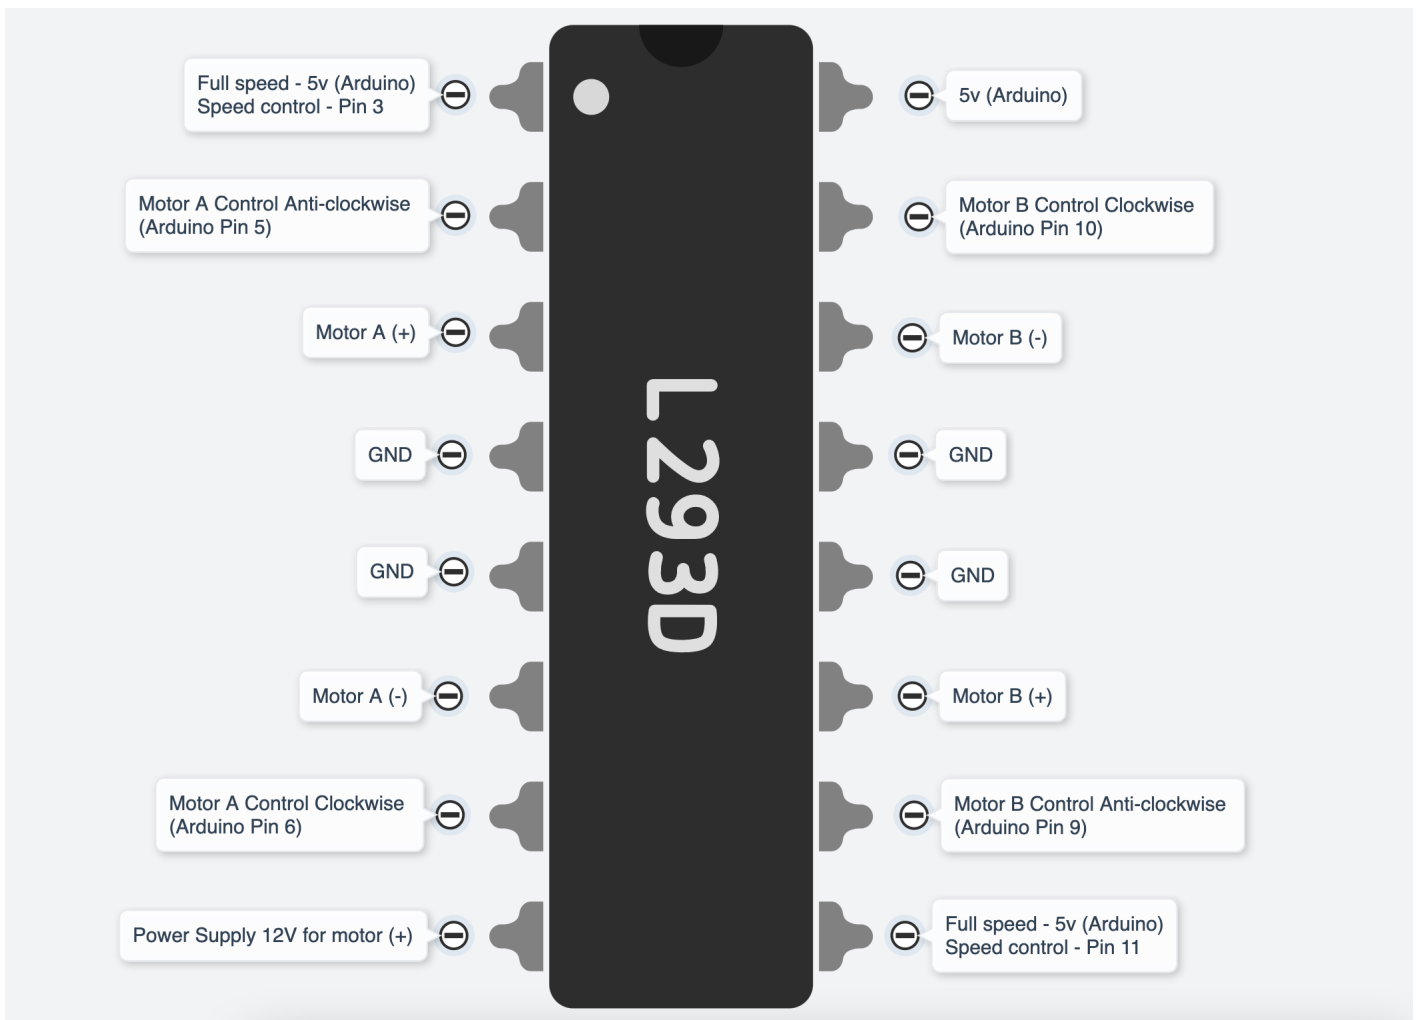 Full speed - 5v (Arduino)
Speed control - Pin 3
Motor A Control Anti-clockwise
(Arduino Pin 5)
Motor A (+)
GND
GND
Motor A (-)
Motor A Control Clockwise
(Arduino Pin 6)
Power Supply 12V for motor (+)
L293D
5v (Arduino)
Motor B Control Clockwise
(Arduino Pin 10)
Motor B (-)
GND
GND
Motor B (+)
Motor B Control Anti-clockwise
(Arduino Pin 9)
Full speed - 5v (Arduino)
Speed control - Pin 11